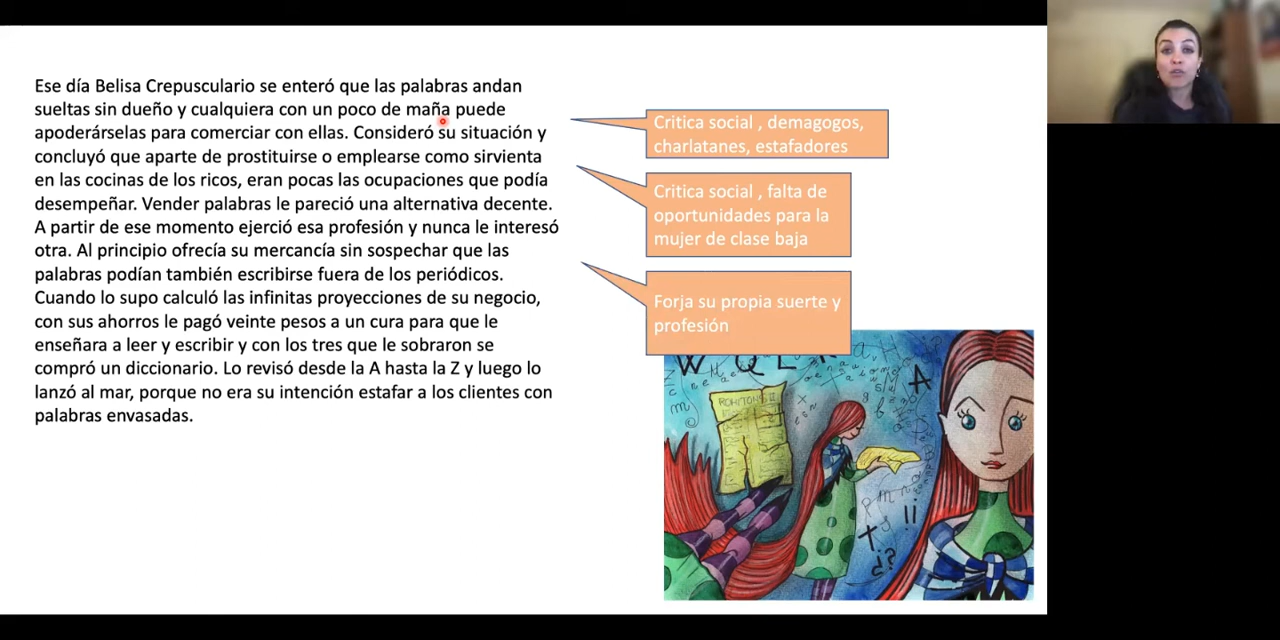 Ese día Belisa Crepusculario se enteró que las palabras andan
sueltas sin dueño y cualquiera con un poco de maña puede
apoderárselas para comerciar con ellas. Consideró su situación y
concluyó que aparte de prostituirse o emplearse como sirvienta
en las cocinas de los ricos, eran pocas las ocupaciones que podía
desempeñar. Vender palabras le pareció una alternativa decente.
A partir de ese momento ejerció esa profesión y nunca le interesó
otra. Al principio ofrecía su mercancía sin sospechar que las
palabras podían también escribirse fuera de los periódicos.
Cuando lo supo calculó las infinitas proyecciones de su negocio,
con sus ahorros le pagó veinte pesos a un cura para que le
enseñara a leer y escribir y con los tres que le sobraron se
compró un diccionario. Lo revisó desde la A hasta la Z y luego lo
lanzó al mar, porque no era su intención estafar a los clientes con
palabras envasadas.
Critica social , demagogos,
charlatanes, estafadores
Critica social , falta de
oportunidades para la
mujer de clase baja
Forja su propia suerte y
profesión
A
¿?